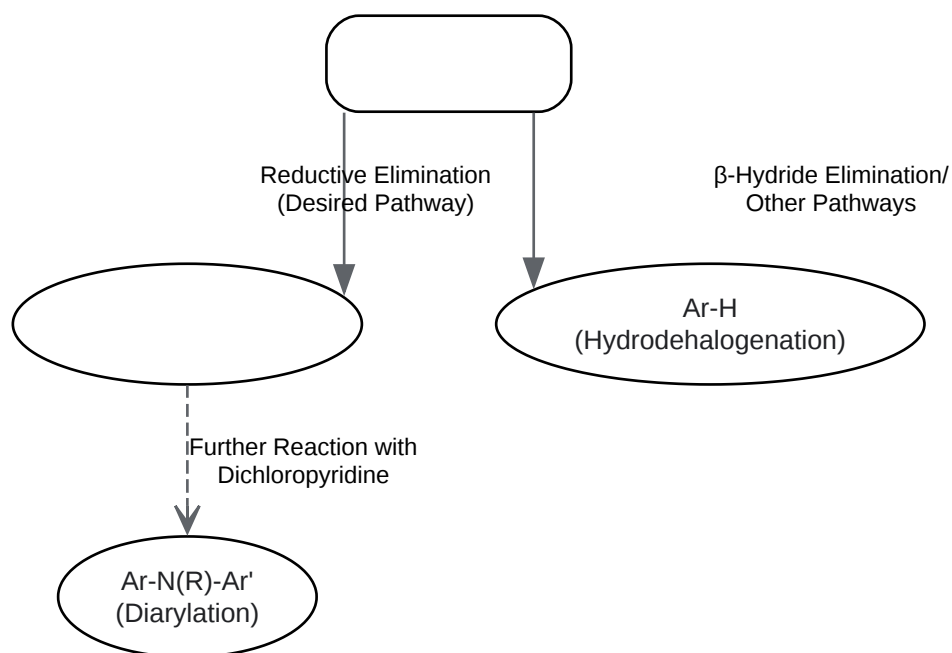 Reductive Elimination
(Desired Pathway)
β-Hydride Elimination/
Other Pathways
Ar-H
(Hydrodehalogenation)
Further Reaction with
Dichloropyridine
Ar-N(R)-Ar'
(Diarylation)